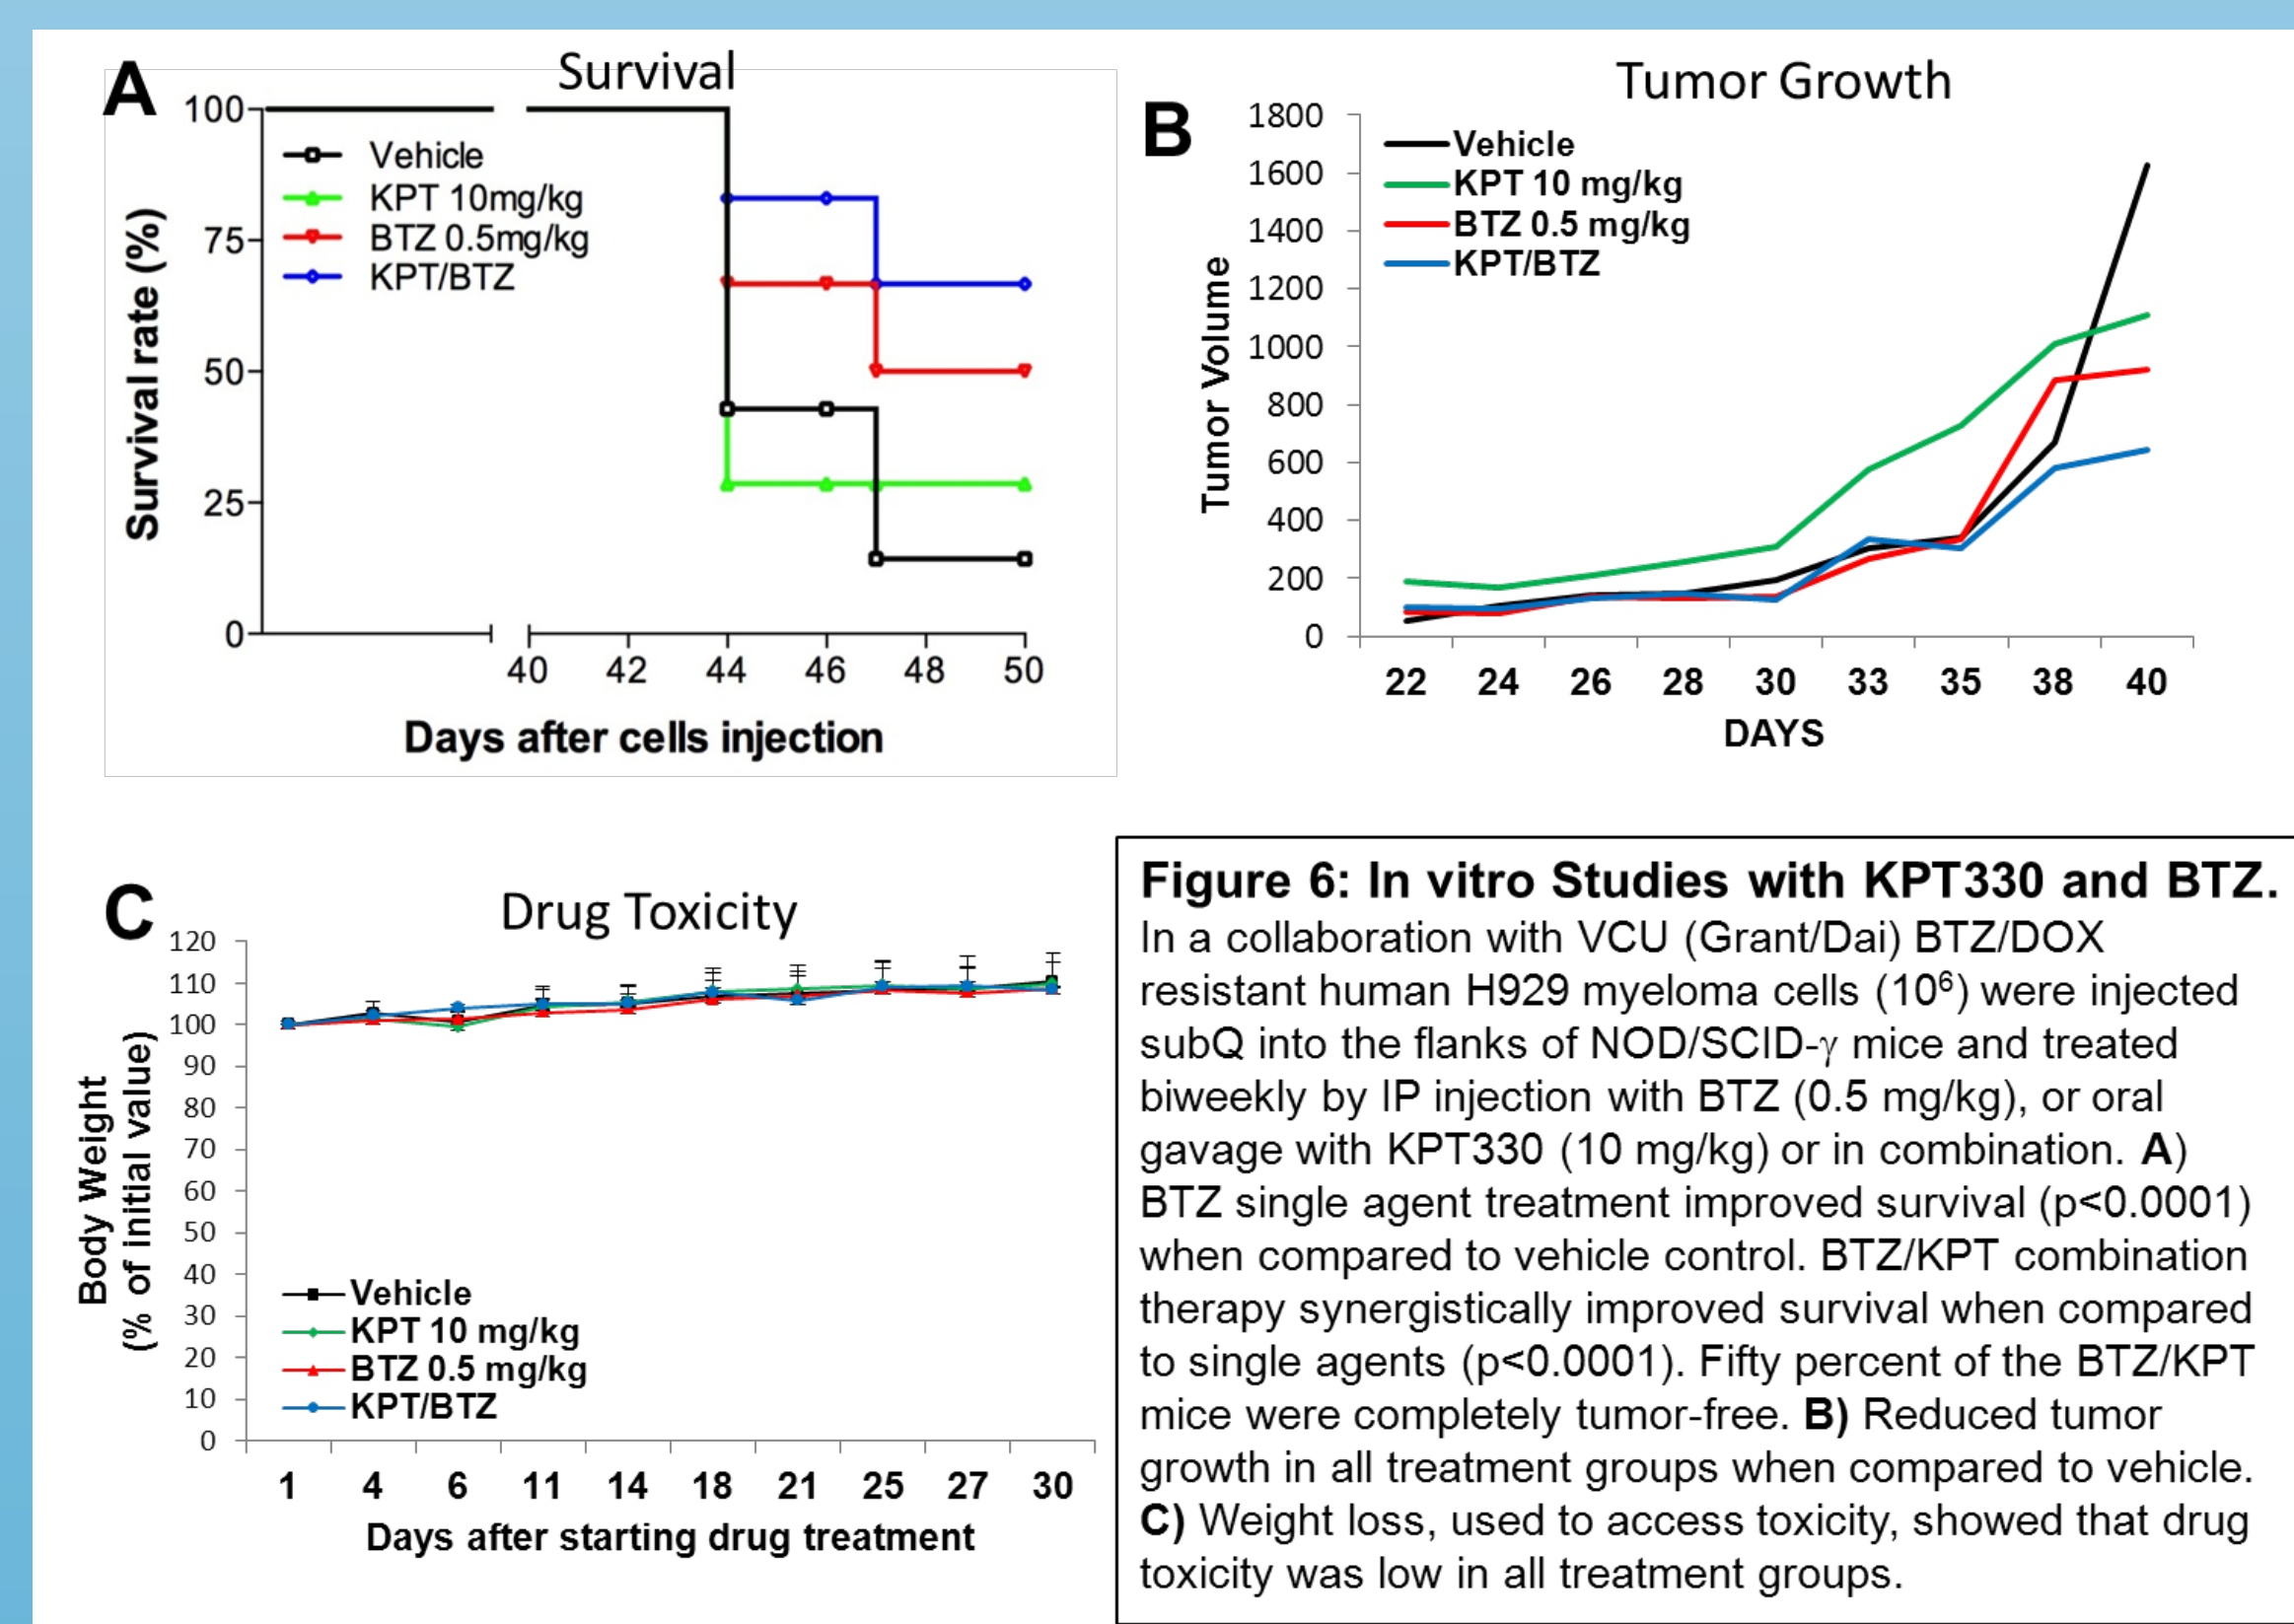 A
Survival
100
75
50
25
0
Survival rate (%)
Vehicle
KPT 10mg/kg
BTZ 0.5mg/kg
KPT/BTZ
40 42 44 46 48 50
Days after cells injection
B
Tumor Growth
1800
1600
1400
1200
1000
800
600
400
200
0
Tumor Volume
Vehicle
KPT 10 mg/kg
BTZ 0.5 mg/kg
KPT/BTZ
22 24 26 28 30 33 35 38 40
DAYS
C
Drug Toxicity
120
110
100
90
80
70
60
50
40
30
20
10
0
Body Weight
(% of initial value)
Vehicle
KPT 10 mg/kg
BTZ 0.5 mg/kg
KPT/BTZ
1 4 6 11 14 18 21 25 27 30
Days after starting drug treatment
Figure 6: In vitro Studies with KPT330 and BTZ.
In a collaboration with VCU (Grant/Dai) BTZ/DOX
resistant human H929 myeloma cells (10⁶) were injected
subQ into the flanks of NOD/SCID-γ mice and treated
biweekly by IP injection with BTZ (0.5 mg/kg), or oral
gavage with KPT330 (10 mg/kg) or in combination. A)
BTZ single agent treatment improved survival (p<0.0001)
when compared to vehicle control. BTZ/KPT combination
therapy synergistically improved survival when compared
to single agents (p<0.0001). Fifty percent of the BTZ/KPT
mice were completely tumor-free. B) Reduced tumor
growth in all treatment groups when compared to vehicle.
C) Weight loss, used to access toxicity, showed that drug
toxicity was low in all treatment groups.